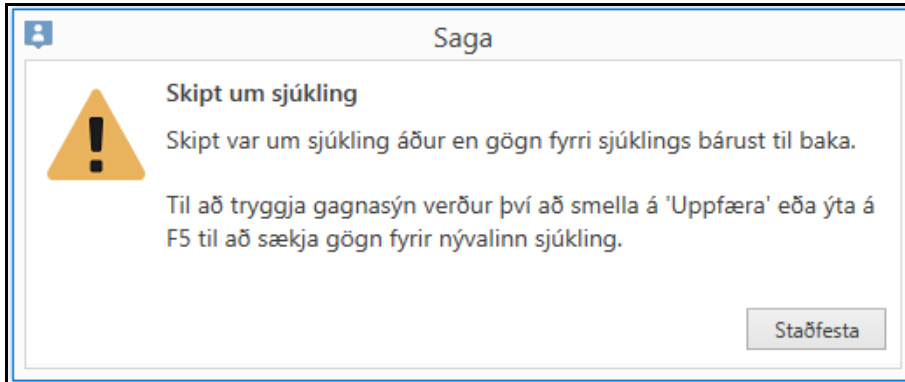 Saga
Skipt um sjúkling
Skipt var um sjúkling áður en gögn fyrri sjúklings bárust til baka.
Til að tryggja gagnasýn verður því að smella á 'Uppfæra' eða ýta á
F5 til að sækja gögn fyrir nývalinn sjúkling.
Staðfesta